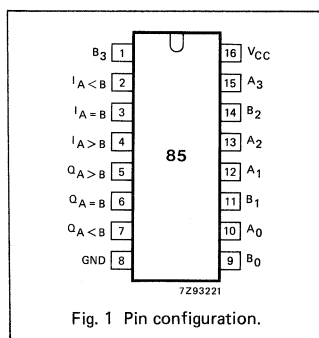 B3 1 16 VCC
IA<B 2 15 A3
IA=B 3 14 B2
IA>B 4 13 A2
85
QA>B 5 12 A1
QA=B 6 11 B1
QA<B 7 10 A0
GND 8 9 B0
7Z93221
Fig. 1 Pin configuration.